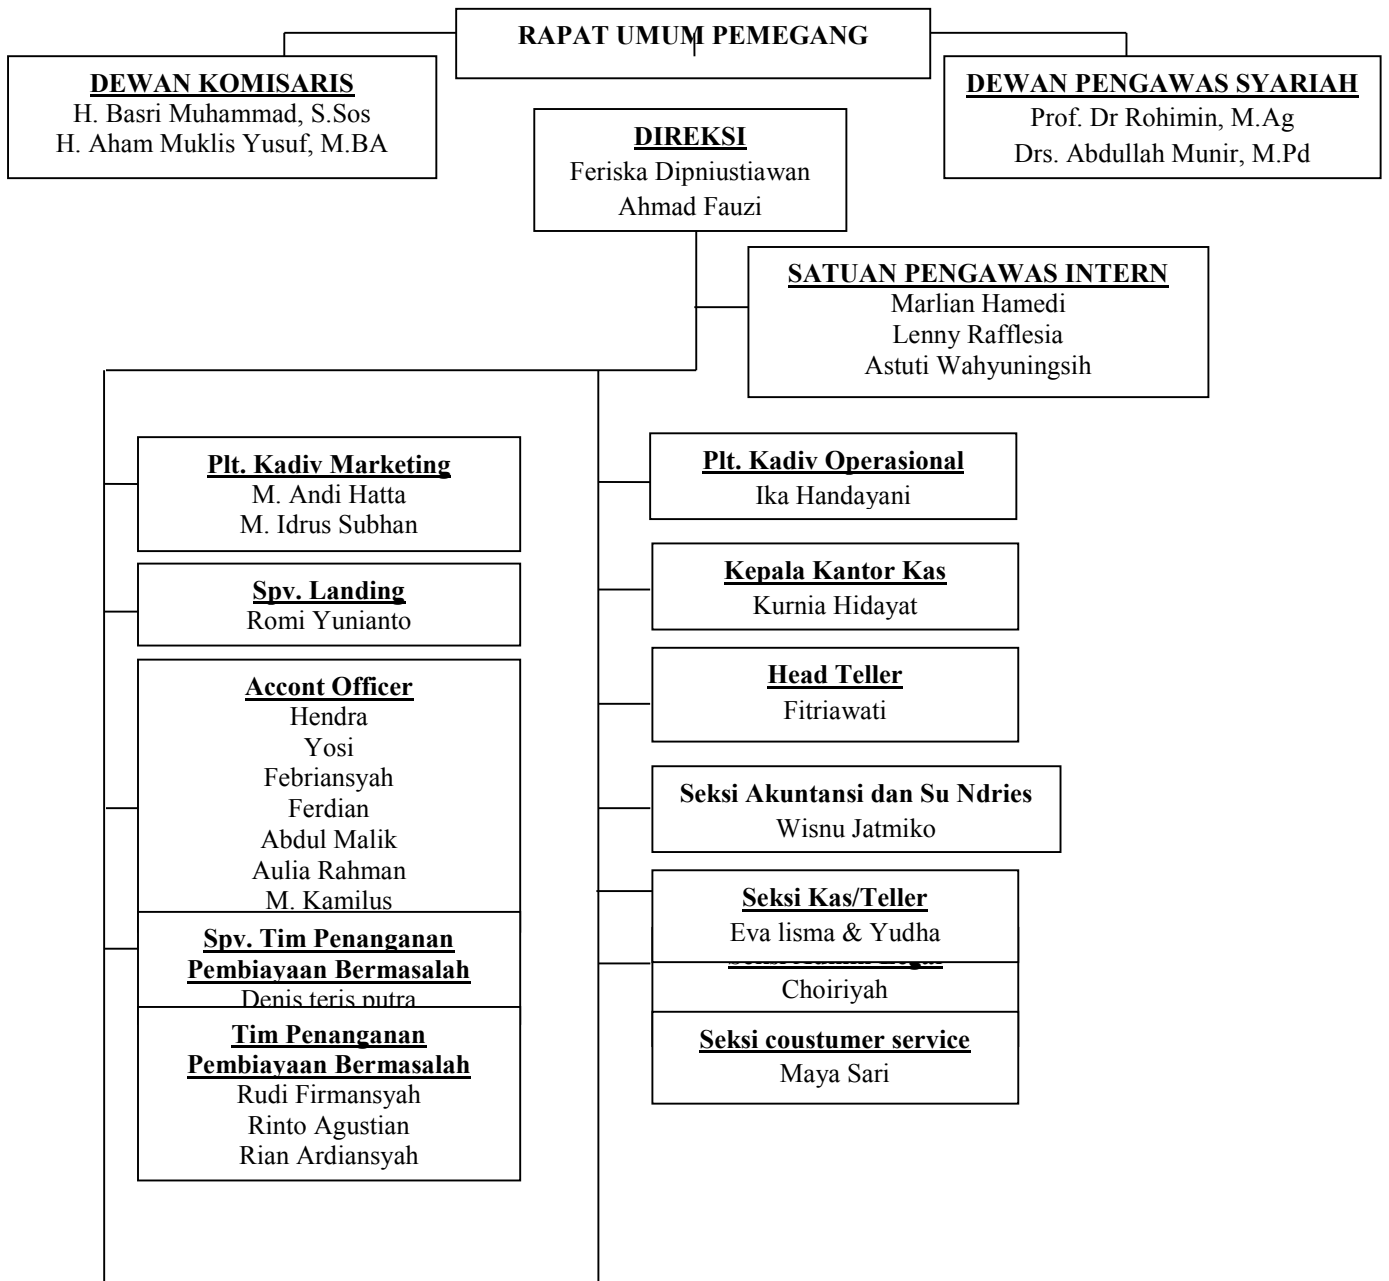 RAPAT UMUM PEMEGANG
DEWAN KOMISARIS
H. Basri Muhammad, S.Sos
H. Aham Muklis Yusuf, M.BA
DEWAN PENGAWAS SYARIAH
Prof. Dr Rohimin, M.Ag
Drs. Abdullah Munir, M.Pd
DIREKSI
Feriska Dipniustiawan
Ahmad Fauzi
SATUAN PENGAWAS INTERN
Marlian Hamedi
Lenny Rafflesia
Astuti Wahyuningsih
Plt. Kadiv Marketing
M. Andi Hatta
M. Idrus Subhan
Spv. Landing
Romi Yunianto
Accont Officer
Hendra
Yosi
Febriansyah
Ferdian
Abdul Malik
Aulia Rahman
M. Kamilus
Spv. Tim Penanganan
Pembiayaan Bermasalah
Denis teris putra
Tim Penanganan
Pembiayaan Bermasalah
Rudi Firmansyah
Rinto Agustian
Rian Ardiansyah
Plt. Kadiv Operasional
Ika Handayani
Kepala Kantor Kas
Kurnia Hidayat
Head Teller
Fitriawati
Seksi Akuntansi dan Su Ndries
Wisnu Jatmiko
Seksi Kas/Teller
Eva lisma & Yudha
Choiriyah
Seksi coustumer service
Maya Sari